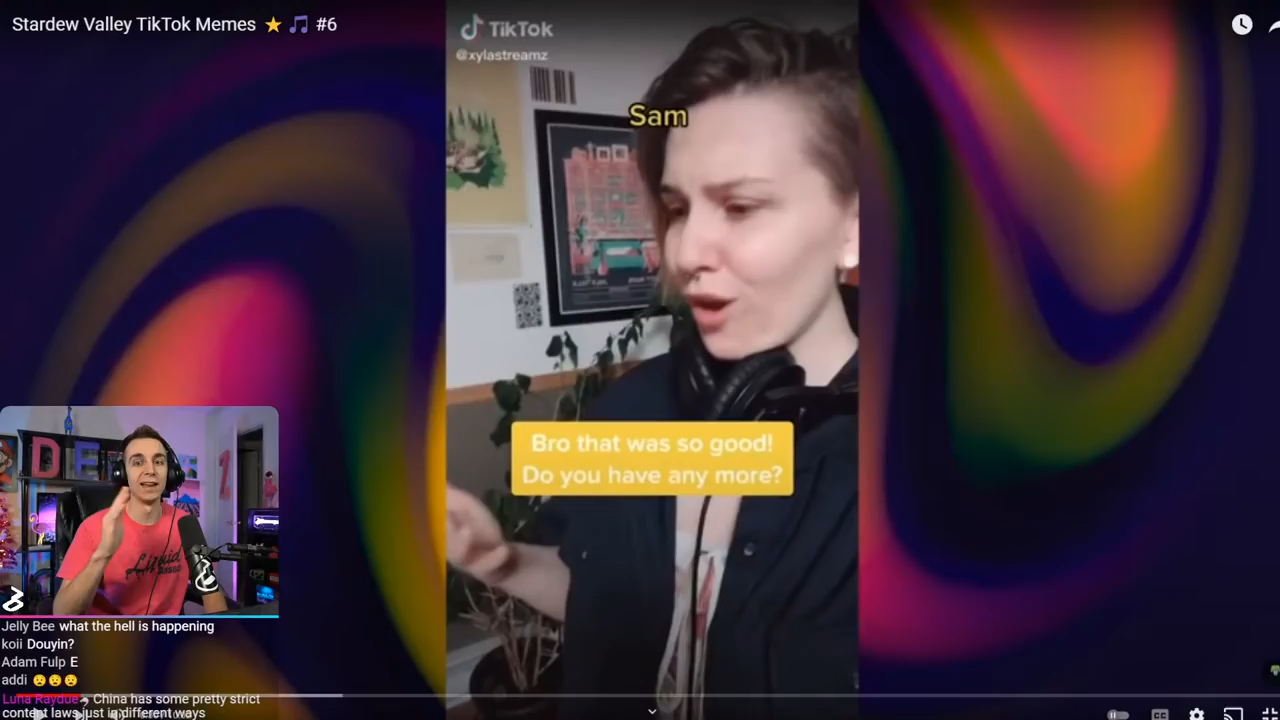 Stardew Valley TikTok Memes ⭐ 🎵 #6
TikTok
@xylastreamz
Sam
Bro that was so good!
Do you have any more?
Jelly Bee what the hell is happening
koii Douyin?
Adam Fulp E
addi 😟😟😟
Luna Raydue China has some pretty strict
content laws just in different ways